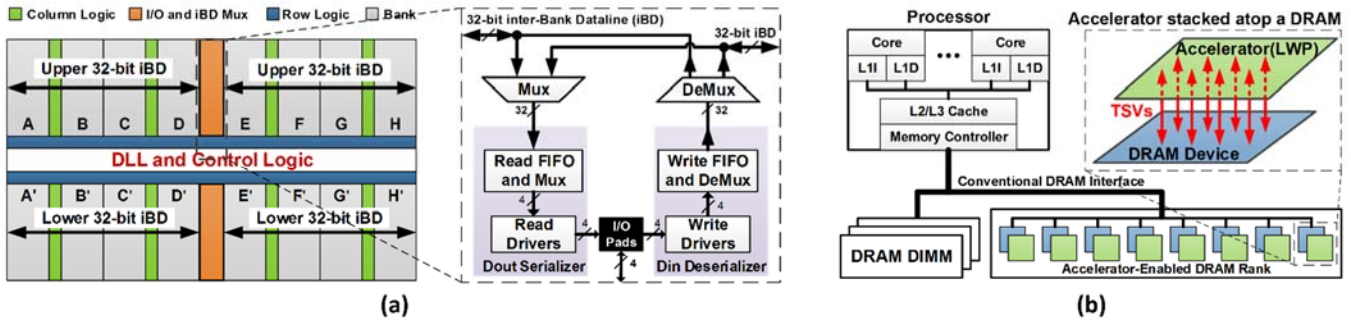 Column Logic
I/O and iBD Mux
Row Logic
Bank
Upper 32-bit iBD
Upper 32-bit iBD
A
B
C
D
E
F
G
H
DLL and Control Logic
A'
B'
C'
D'
E'
F'
G'
H'
Lower 32-bit iBD
Lower 32-bit iBD
32-bit inter-Bank Dataline (iBD)
32-bit iBD
Mux
DeMux
32
32
Read FIFO
and Mux
Write FIFO
and DeMux
4
4
Read
Drivers
4
I/O
Pads
4
Write
Drivers
Dout Serializer
4
Din Deserializer
(a)
Processor
Core
•••
Core
L1I
L1D
L1I
L1D
L2/L3 Cache
Memory Controller
Accelerator stacked atop a DRAM
Accelerator(LWP)
TSVs
DRAM Device
Conventional DRAM Interface
DRAM DIMM
Accelerator-Enabled DRAM Rank
(b)